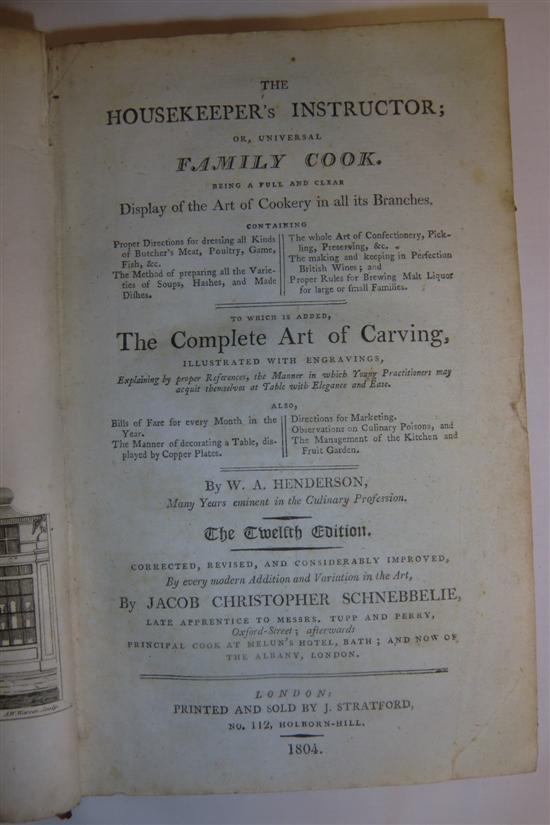 THE
HOUSEKEEPER's INSTRUCTOR;
OR, UNIVERSAL
FAMILY COOK.
BEING A FULL AND CLEAR
Display of the Art of Cookery in all its Branches.
CONTAINING
Proper Directions for dressing all Kinds
of Butcher's Meat, Poultry, Game,
Fish, &c.
The Method of preparing all the Varie-
ties of Soups, Hashes, and Made
Dishes.
The whole Art of Confectionery, Pick-
ling, Preserving, &c.
The making and keeping in Perfection
British Wines; and
Proper Rules for Brewing Malt Liquor
for large or small Families.
TO WHICH IS ADDED,
The Complete Art of Carving,
ILLUSTRATED WITH ENGRAVINGS,
Explaining by proper References, the Manner in which Young Practitioners may
acquit themselves at Table with Elegance and Ease.
ALSO,
Bills of Fare for every Month in the
Year.
The Manner of decorating a Table, dis-
played by Copper Plates.
Directions for Marketing.
Observations on Culinary Poisons, and
The Management of the Kitchen and
Fruit Garden.
By W. A. HENDERSON,
Many Years eminent in the Culinary Profession.
The Twelfth Edition.
CORRECTED, REVISED, AND CONSIDERABLY IMPROVED,
By every modern Addition and Variation in the Art,
By JACOB CHRISTOPHER SCHNEBBELIE,
LATE APPRENTICE TO MESSRS. TUPP AND PERRY,
Oxford-Street; afterwards
PRINCIPAL COOK AT MELUN'S HOTEL, BATH; AND NOW OF
THE ALBANY, LONDON.
LONDON:
PRINTED AND SOLD BY J. STRATFORD,
NO. 112, HOLBORN-HILL.
1804.
A.W. Warren Sculp.